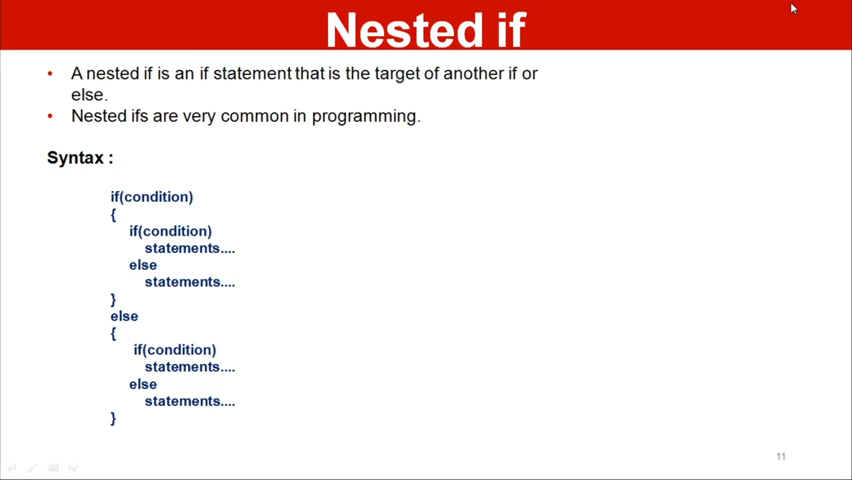 Nested if
• A nested if is an if statement that is the target of another if or
else.
• Nested ifs are very common in programming.
Syntax :
if(condition)
{
if(condition)
statements....
else
statements....
}
else
{
if(condition)
statements....
else
statements....
}
11